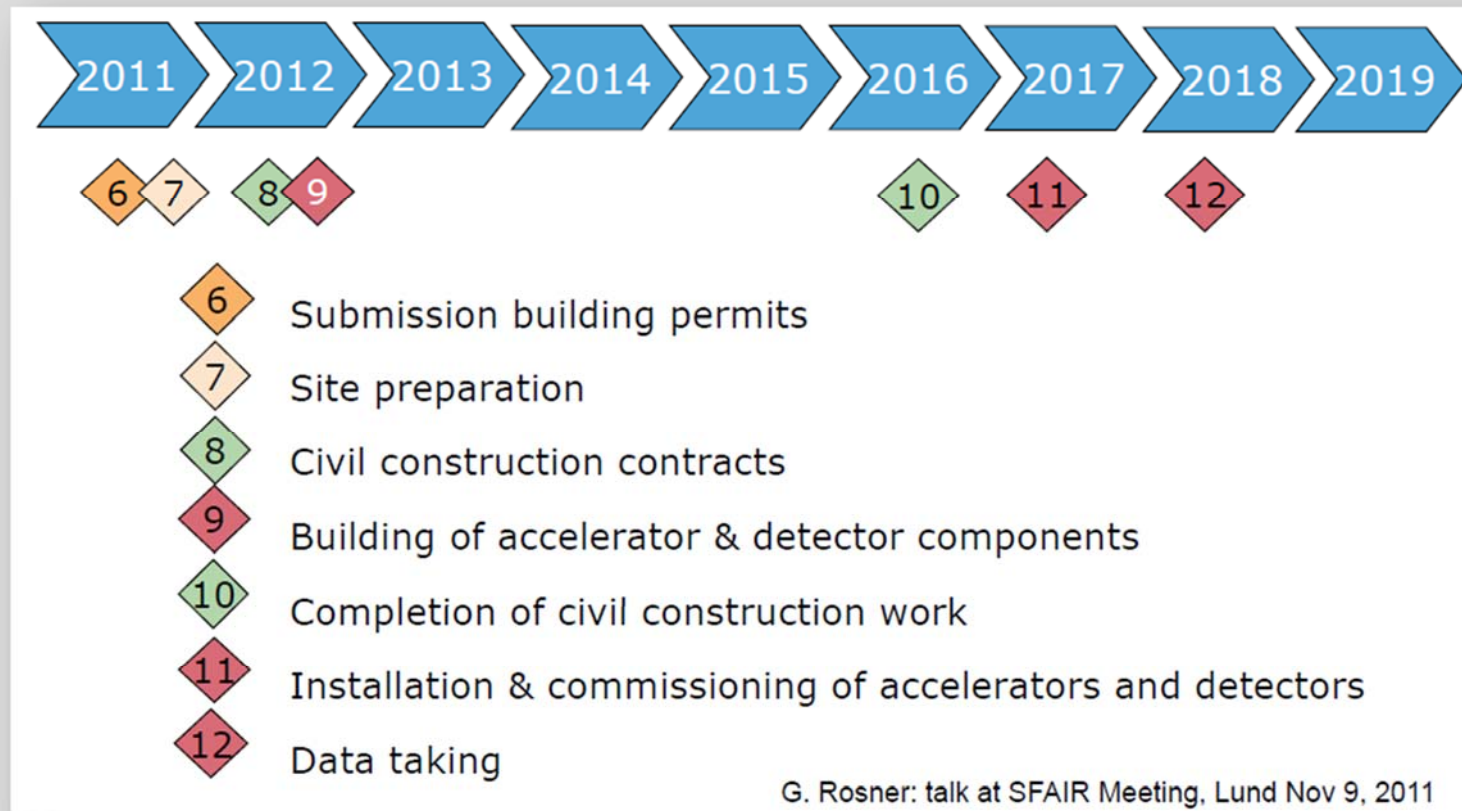 2011 2012 2013 2014 2015 2016 2017 2018 2019
6 7 8 9 10 11 12
6 Submission building permits
7 Site preparation
8 Civil construction contracts
9 Building of accelerator & detector components
10 Completion of civil construction work
11 Installation & commissioning of accelerators and detectors
12 Data taking
G. Rosner: talk at SFAIR Meeting, Lund Nov 9, 2011